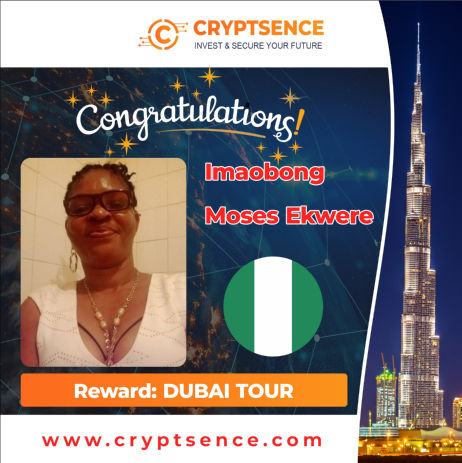 CRYPTSENCE
INVEST & SECURE YOUR FUTURE
Congratulations!
Imaobong
Moses Ekwere
Reward: DUBAI TOUR
www.cryptsence.com